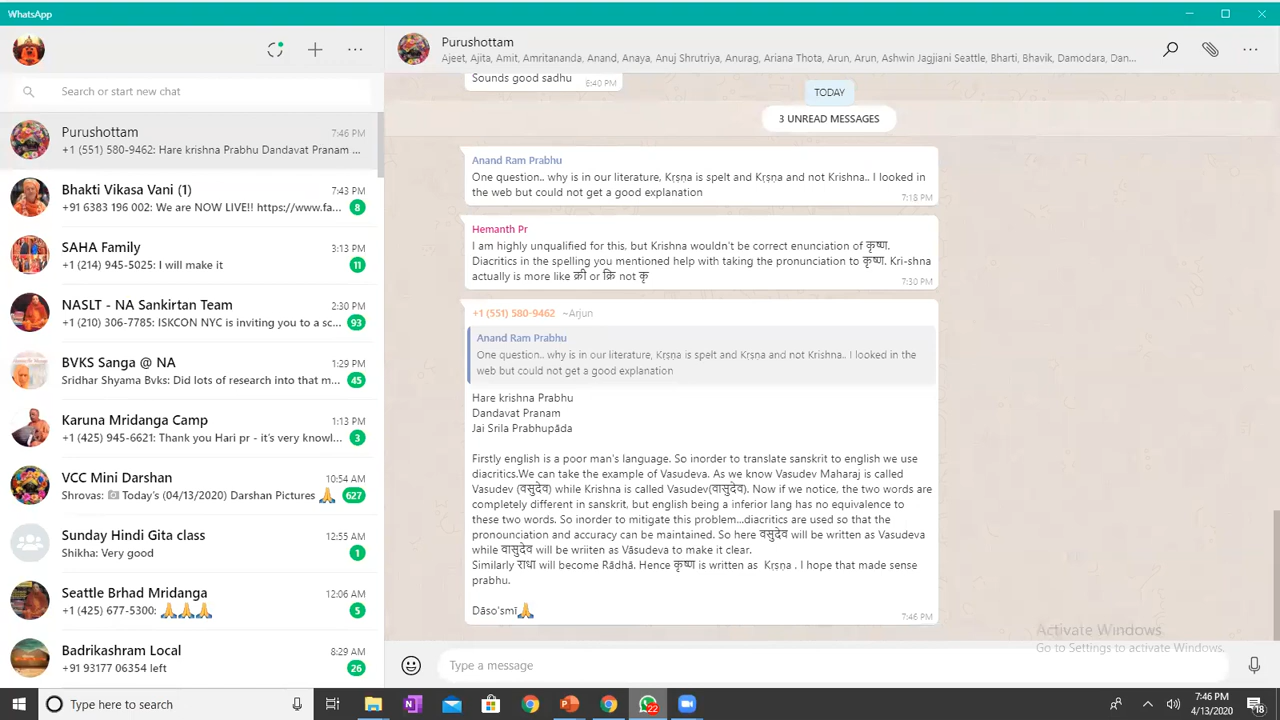 WhatsApp
Search or start new chat
Purushottam
7:46 PM
+1 (551) 580-9462: Hare krishna Prabhu Dandavat Pranam ...
Bhakti Vikasa Vani (1)
7:43 PM
+91 6383 196 002: We are NOW LIVE!! https://www.fa...
8
SAHA Family
3:13 PM
+1 (214) 945-5025: I will make it
11
NASLT - NA Sankirtan Team
2:30 PM
+1 (210) 306-7785: ISKCON NYC is inviting you to a sc...
93
BVKS Sanga @ NA
1:29 PM
Sridhar Shyama Bvks: Did lots of research into that m...
45
Karuna Mridanga Camp
1:13 PM
+1 (425) 945-6621: Thank you Hari pr - it's very knowl...
3
VCC Mini Darshan
10:54 AM
Shrovas: 📷 Today's (04/13/2020) Darshan Pictures 🙏
627
Sunday Hindi Gita class
12:55 AM
Shikha: Very good
1
Seattle Brhad Mridanga
12:06 AM
+1 (425) 677-5300: 🙏🙏🙏
5
Badrikashram Local
8:29 AM
+91 93177 06354 left
26
Purushottam
Ajeet, Ajita, Amit, Amritananda, Anand, Anaya, Anuj Shrutriya, Anurag, Ariana Thota, Arun, Arun, Ashwin Jagjiani Seattle, Bharti, Bhavik, Damodara, Dan...
Sounds good sadhu
6:40 PM
TODAY
3 UNREAD MESSAGES
Anand Ram Prabhu
One question.. why is in our literature, Kṛṣṇa is spelt and Kṛṣṇa and not Krishna.. I looked in
the web but could not get a good explanation
7:18 PM
Hemanth Pr
I am highly unqualified for this, but Krishna wouldn't be correct enunciation of कृष्ण.
Diacritics in the spelling you mentioned help with taking the pronunciation to कृष्ण. Kri-shna
actually is more like क्री or क्रि not कृ
7:30 PM
+1 (551) 580-9462 ~Arjun
Anand Ram Prabhu
One question.. why is in our literature, Kṛṣṇa is spelt and Kṛṣṇa and not Krishna.. I looked in the
web but could not get a good explanation
Hare krishna Prabhu
Dandavat Pranam
Jai Srila Prabhupāda
Firstly english is a poor man's language. So inorder to translate sanskrit to english we use
diacritics.We can take the example of Vasudeva. As we know Vasudev Maharaj is called
Vasudev (वसुदेव) while Krishna is called Vasudev(वासुदेव). Now if we notice, the two words are
completely different in sanskrit, but english being a inferior lang has no equivalence to
these two words. So inorder to mitigate this problem...diacritics are used so that the
pronounciation and accuracy can be maintained. So here वसुदेव will be written as Vasudeva
while वासुदेव will be wriiten as Vāsudeva to make it clear.
Similarly राधा will become Rādhā. Hence कृष्ण is written as Kṛṣṇa . I hope that made sense
prabhu.
Dāso'smī🙏
7:46 PM
Activate Windows
Go to Settings to activate Windows.
Type a message
Type here to search
22
7:46 PM
4/13/2020
18